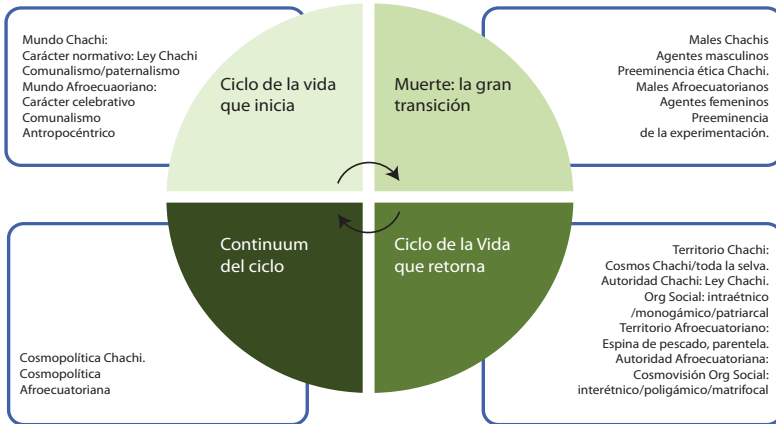 Mundo Chachi:
Carácter normativo: Ley Chachi
Comunalismo/paternalismo
Mundo Afroecuaoriano:
Carácter celebrativo
Comunalismo
Antropocéntrico
Ciclo de la vida
que inicia
Muerte: la gran
transición
Males Chachis
Agentes masculinos
Preeminencia ética Chachi.
Males Afroecuatorianos
Agentes femeninos
Preeminencia
de la experimentación.
Continuum
del ciclo
Ciclo de la Vida
que retorna
Cosmopolítica Chachi.
Cosmopolítica
Afroecuatoriana
Territorio Chachi:
Cosmos Chachi/toda la selva.
Autoridad Chachi: Ley Chachi.
Org Social: intraétnico
/monogámico/patriarcal
Territorio Afroecuatoriano:
Espina de pescado, parentela.
Autoridad Afroecuatoriana:
Cosmovisión Org Social:
interétnico/poligámico/matrifocal